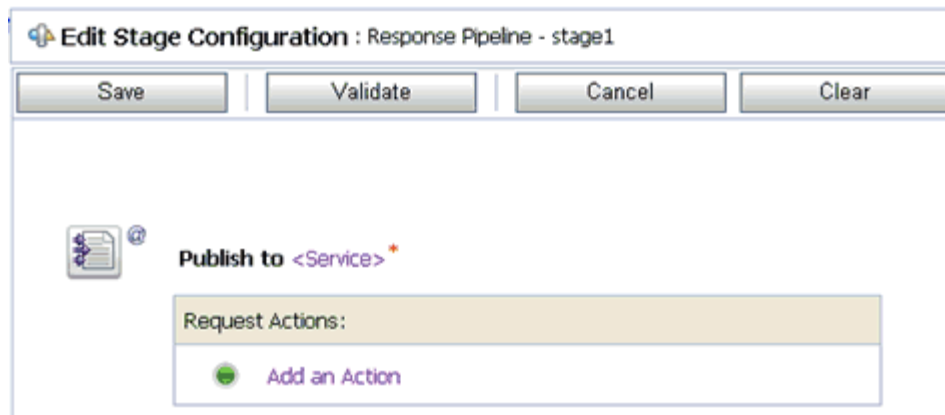 Edit Stage Configuration : Response Pipeline - stage1
Save Validate Cancel Clear
@
Publish to <Service>*
Request Actions:
Add an Action